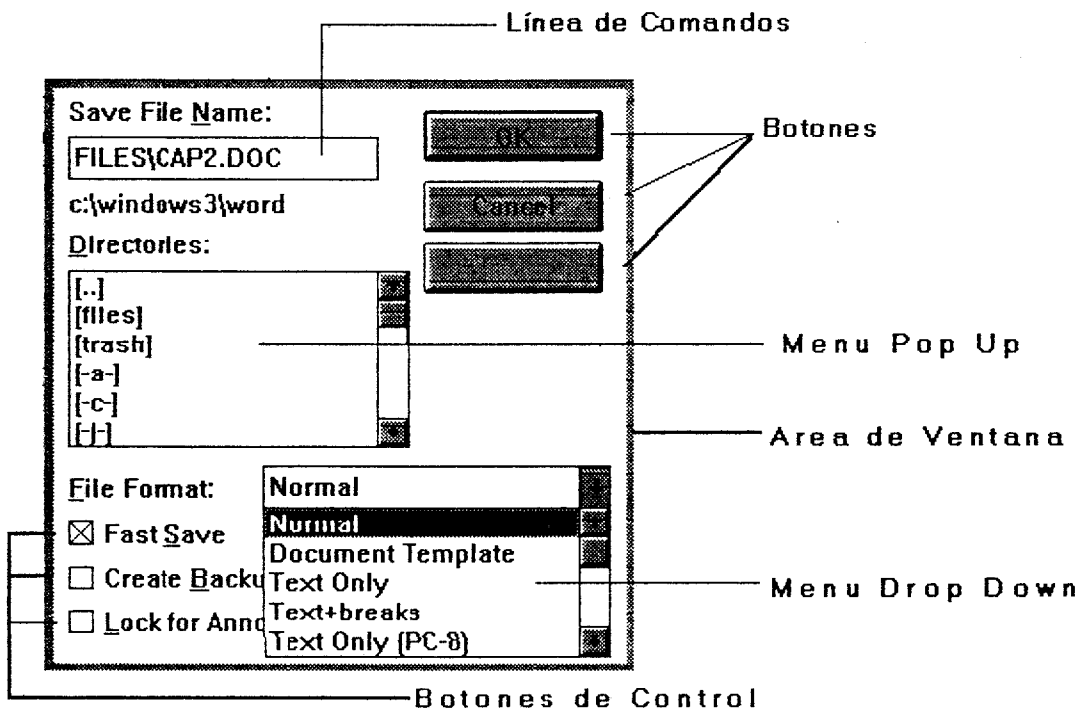 Línea de Comandos
Save File Name:
OK
Botones
FILES\CAP2.DOC
c:\windows3\word
Cancel
Directories:
[..]
[files]
[trash]
[-a-]
[-c-]
[-j-]
Menu Pop Up
Area de Ventana
File Format:
Normal
Normal
Fast Save
Document Template
Create Backu
Text Only
Menu Drop Down
Text+breaks
Lock for Anno
Text Only (PC-8)
Botones de Control